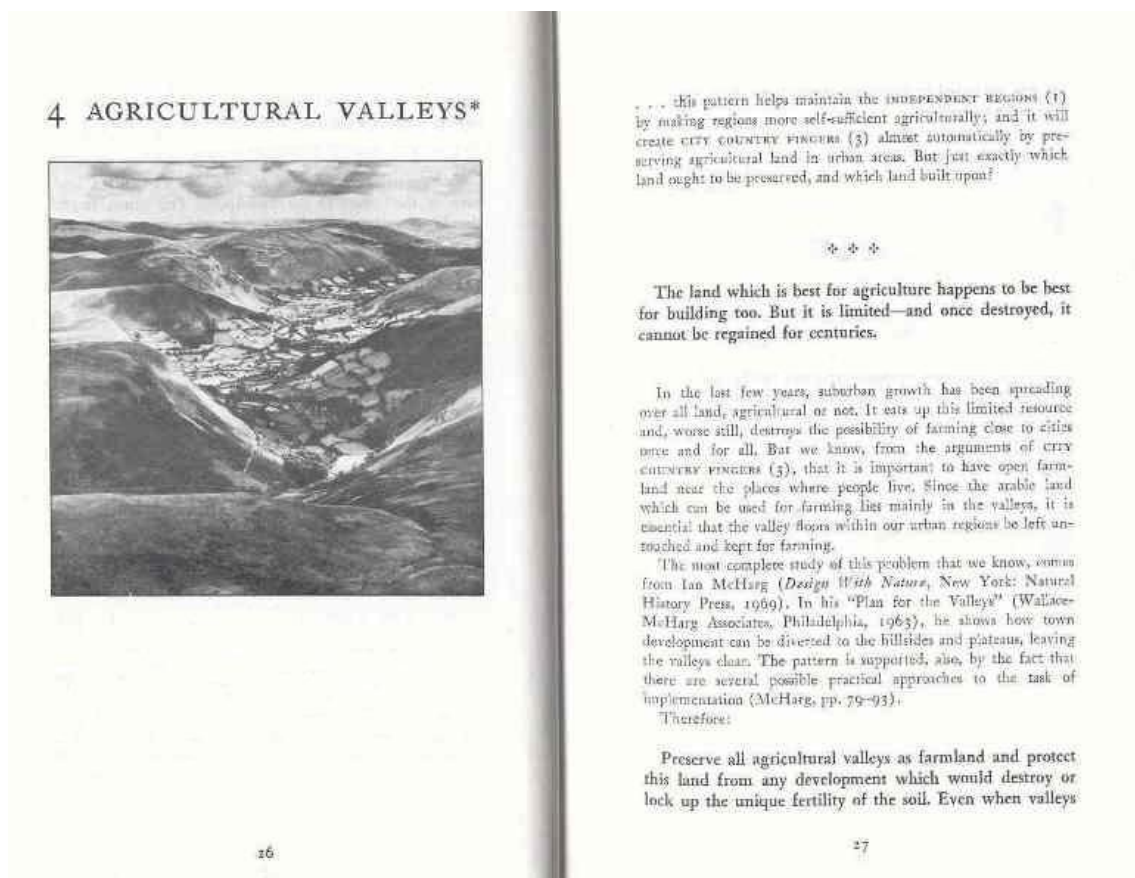 4 AGRICULTURAL VALLEYS*
16
. . . this pattern helps maintain the INDEPENDENT REGIONS (1)
by making regions more self-sufficient agriculturally; and it will
create CITY COUNTRY FINGERS (3) almost automatically by pre-
serving agricultural land in urban areas. But just exactly which
land ought to be preserved, and which land built upon?
The land which is best for agriculture happens to be best
for building too. But it is limited—and once destroyed, it
cannot be regained for centuries.
In the last few years, suburban growth has been spreading
over all land, agricultural or not. It eats up this limited resource
and, worse still, destroys the possibility of farming close to cities
once and for all. But we know, from the arguments of CITY
COUNTRY FINGERS (3), that it is important to have open farm-
land near the places where people live. Since the arable land
which can be used for farming lies mainly in the valleys, it is
essential that the valley floors within our urban regions be left un-
touched and kept for farming.
The most complete study of this problem that we know, comes
from Ian McHarg (Design With Nature, New York: Natural
History Press, 1969). In his "Plan for the Valleys" (Wallace-
McHarg Associates, Philadelphia, 1963), he shows how town
development can be diverted to the hillsides and plateaus, leaving
the valleys clear. The pattern is supported, also, by the fact that
there are several possible practical approaches to the task of
implementation (McHarg, pp. 79–93).
Therefore:
Preserve all agricultural valleys as farmland and protect
this land from any development which would destroy or
lock up the unique fertility of the soil. Even when valleys
27